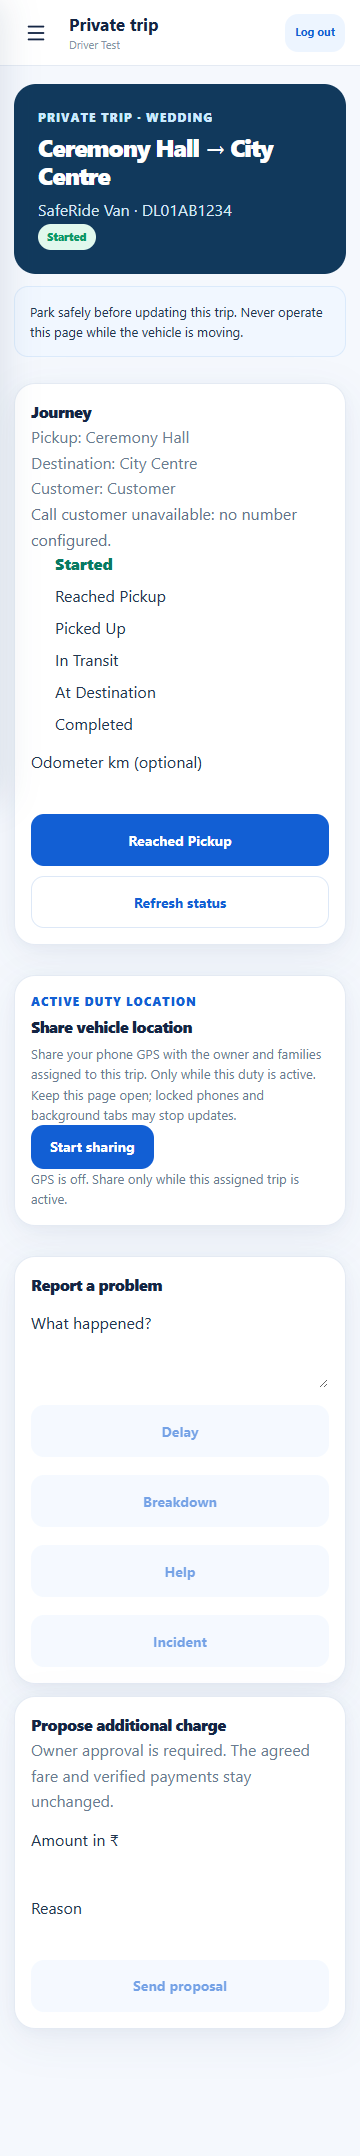 Private trip
Driver Test
Log out
PRIVATE TRIP · WEDDING
Ceremony Hall → City
Centre
SafeRide Van · DL01AB1234
Started
Park safely before updating this trip. Never operate
this page while the vehicle is moving.
Journey
Pickup: Ceremony Hall
Destination: City Centre
Customer: Customer
Call customer unavailable: no number
configured.
Started
Reached Pickup
Picked Up
In Transit
At Destination
Completed
Odometer km (optional)
Reached Pickup
Refresh status
ACTIVE DUTY LOCATION
Share vehicle location
Share your phone GPS with the owner and families
assigned to this trip. Only while this duty is active.
Keep this page open; locked phones and
background tabs may stop updates.
Start sharing
GPS is off. Share only while this assigned trip is
active.
Report a problem
What happened?
Delay
Breakdown
Help
Incident
Propose additional charge
Owner approval is required. The agreed
fare and verified payments stay
unchanged.
Amount in ₹
Reason
Send proposal